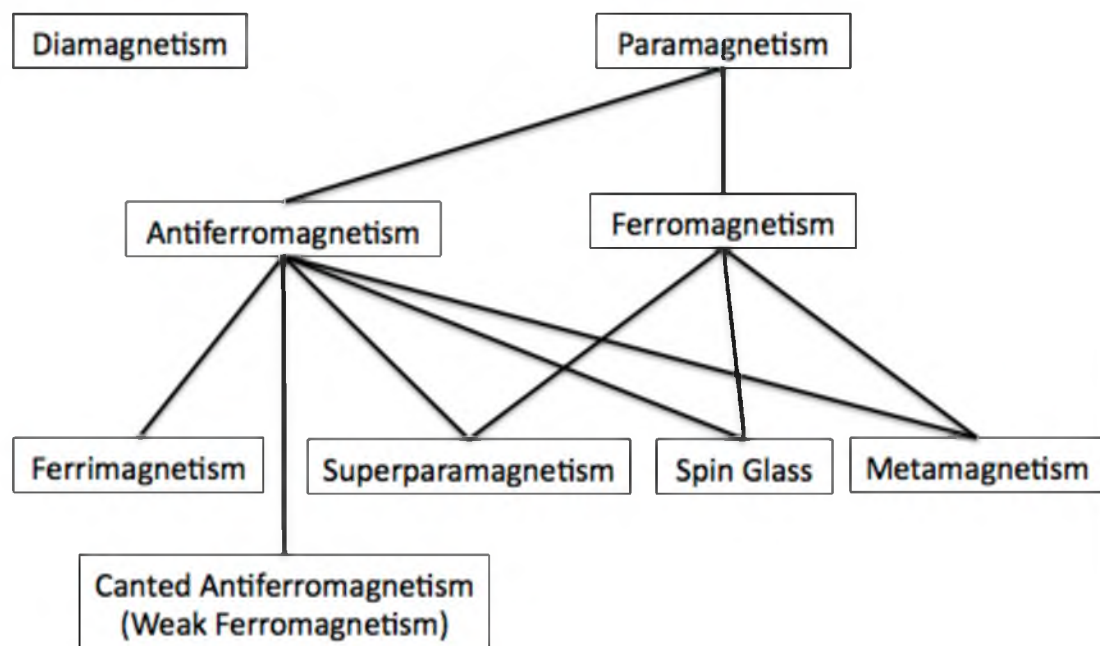 Diamagnetism
Paramagnetism
Antiferromagnetism
Ferromagnetism
Ferrimagnetism
Superparamagnetism
Spin Glass
Metamagnetism
Canted Antiferromagnetism
(Weak Ferromagnetism)